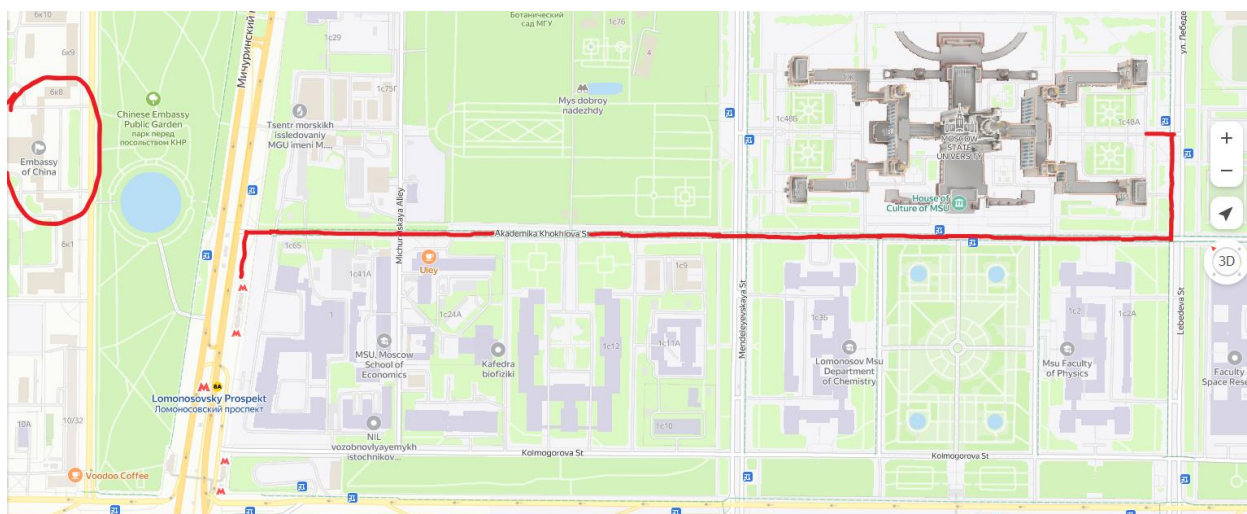 6к9
6к8
Embassy
of China
6к1
10А
10/32
Voodoo Coffee
Chinese Embassy
Public Garden
парк перед
посольством КНР
1с29
1с75Г
Tsentr morskikh
issledovaniy
MGU imeni M....
Ботанический
сад МГУ
1с76
4
Mys dobroy
nadezhdy
Michurinskaya Alley
Akademika Khokhlova St
1с65
1с41А
Uley
1с24А
1
MSU, Moscow
School of
Economics
Kafedra
biofiziki
1с12
1с9
1с11А
1с10
NIL
vozobnovlyayemykh
istochnikov...
8А
Lomonosovsky Prospekt
Ломоносовский проспект
Kolmogorova St
Kolmogorova St
Mendeleyevskaya St
1с48Б
1с48А
MOSCOW
STATE
UNIVERSITY
House of
Culture of MSU
1с3Б
Lomonosov Msu
Department
of Chemistry
1с2
1с2А
Msu Faculty
of Physics
Lebedeva St
Faculty
Space Rese
+
−
3D